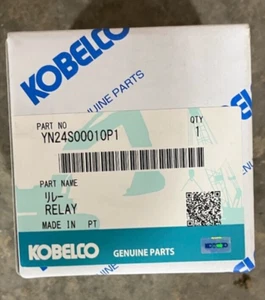 KOBELCO
GENUINE PARTS
PART NO
QTY
YN24S00010P1
1
PART NAME
リレー
RELAY
MADE IN PT
KOBELCO GENUINE PARTS